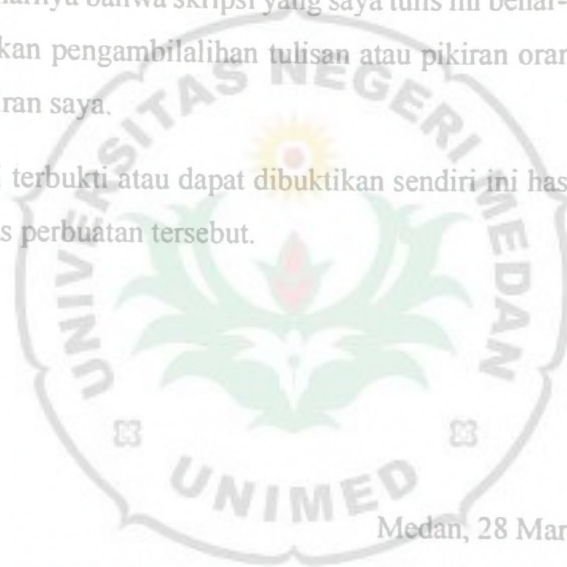 narnya bahwa skripsi yang saya tulis ini benar-
kan pengambilalihan tulisan atau pikiran oran
ran saya.
terbukti atau dapat dibuktikan sendiri ini has
s perbuatan tersebut.
UNIVERSITAS NEGERI MEDAN
UNIMED
Medan, 28 Mar